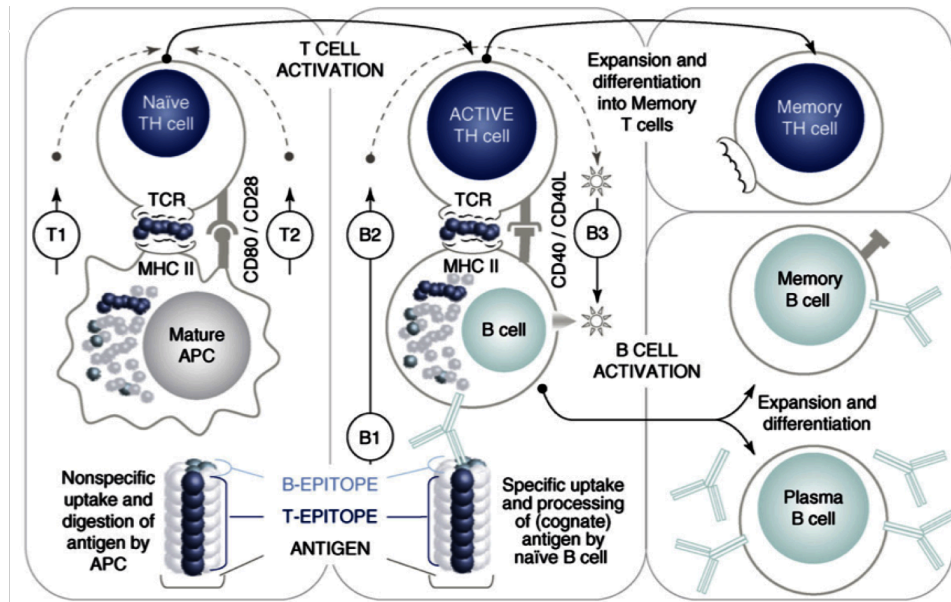 T CELL
ACTIVATION
Naïve
TH cell
TCR
CD80 / CD28
T1
T2
MHC II
Mature
APC
Nonspecific
uptake and
digestion of
antigen by
APC
B-EPITOPE
T-EPITOPE
ANTIGEN
ACTIVE
TH cell
TCR
CD40 / CD40L
B2
B3
MHC II
B cell
B CELL
ACTIVATION
B1
Specific uptake
and processing
of (cognate)
antigen by
naïve B cell
Expansion and
differentiation
into Memory
T cells
Memory
TH cell
Memory
B cell
Expansion and
differentiation
Plasma
B cell